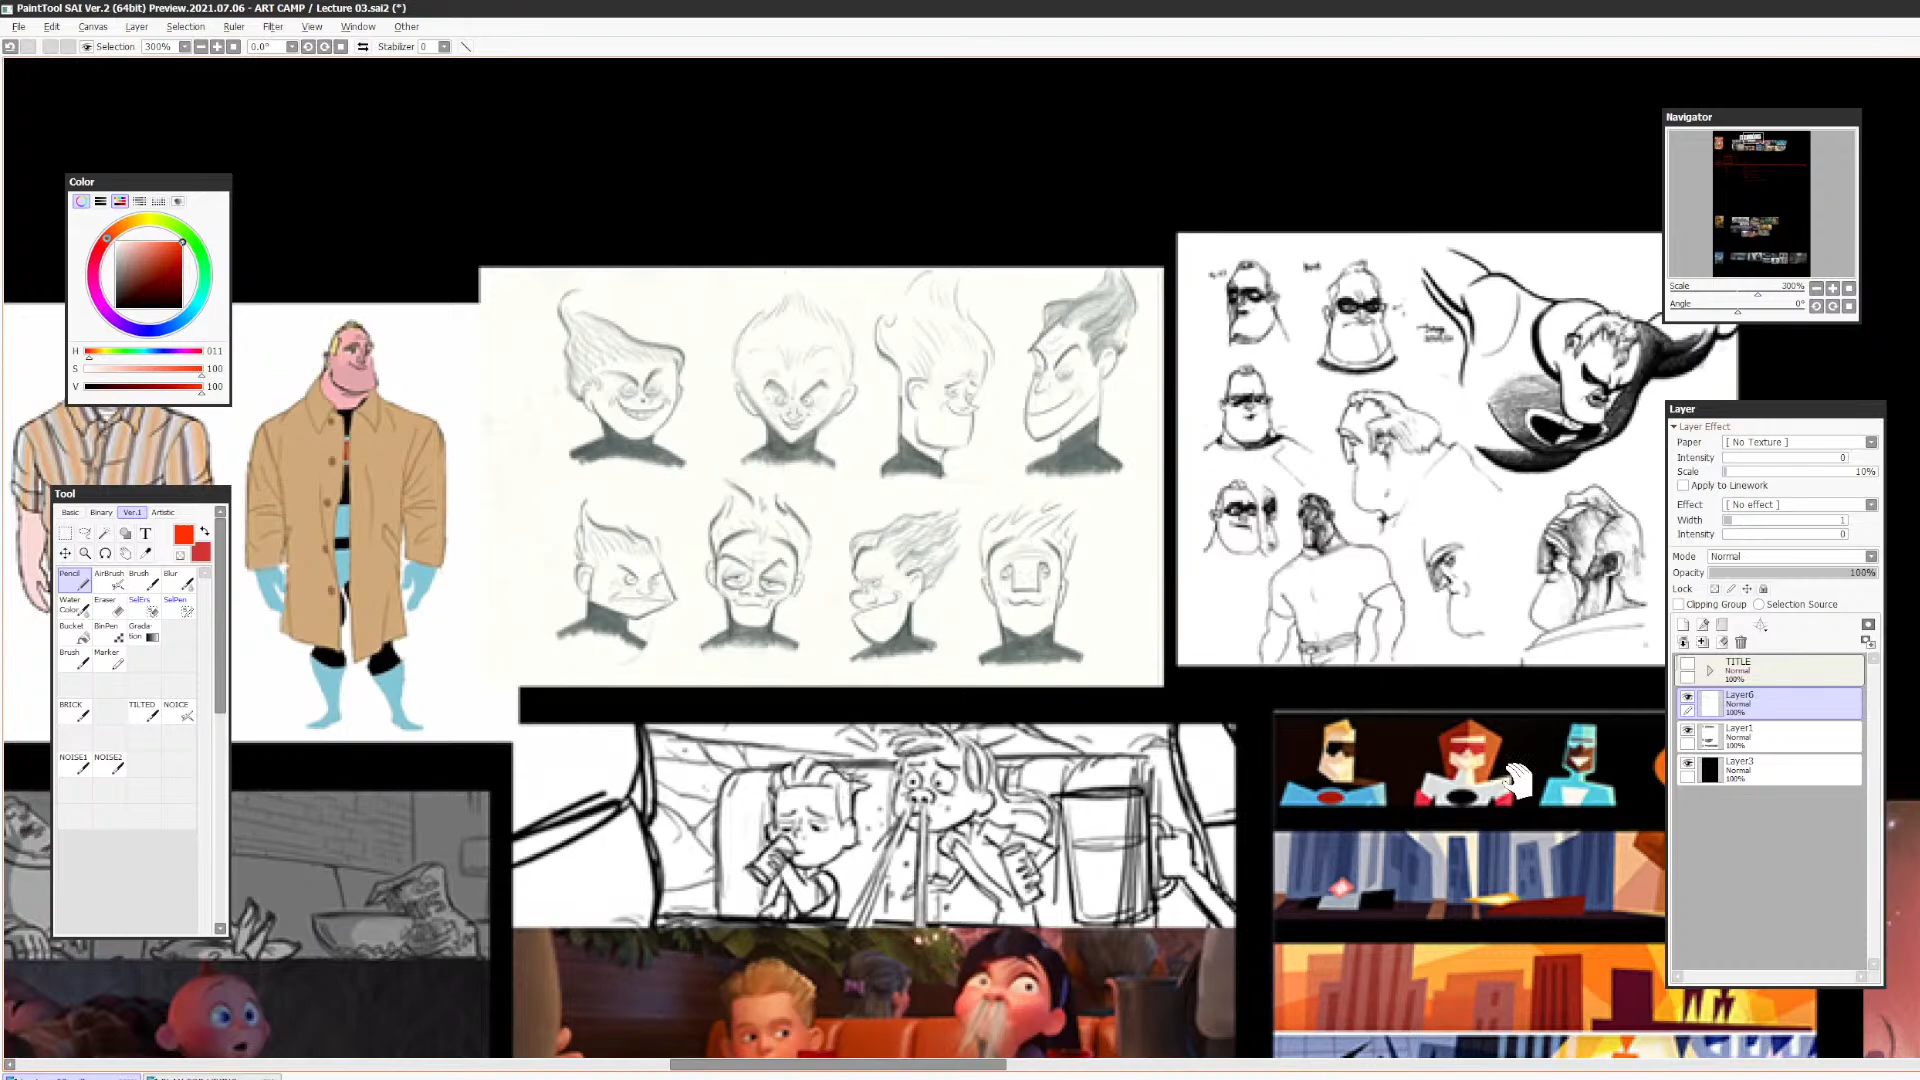 PaintTool SAI Ver.2 (64bit) Preview.2021.07.06 - ART CAMP / Lecture 03.sai2 (*)
File Edit Canvas Layer Selection Ruler Filter View Window Other
Selection 300% 0.0° Stabilizer 0
Navigator
Scale 300%
Angle 0°
Color
H 011
S 100
V 100
Tool
Basic Binary Ver.1 Artistic
T
Pencil AirBrush Brush Blur
Water Color Eraser SelErs SelPen
Bucket BinPen Grada-
tion
Brush Marker
BRICK TILTED NOICE
NOISE1 NOISE2
Layer
Layer Effect
Paper [ No Texture ]
Intensity 0
Scale 10%
Apply to Linework
Effect [ No effect ]
Width 1
Intensity 0
Mode Normal
Opacity 100%
Lock
Clipping Group Selection Source
TITLE
Normal
100%
Layer6
Normal
100%
Layer1
Normal
100%
Layer3
Normal
100%